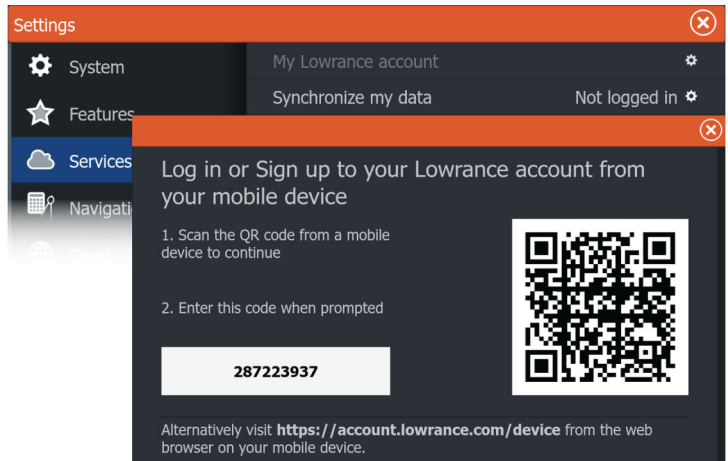 Settings
System
My Lowrance account
Synchronize my data Not logged in
Features
Services
Log in or Sign up to your Lowrance account from
your mobile device
Navigati
1. Scan the QR code from a mobile
device to continue
2. Enter this code when prompted
287223937
Alternatively visit https://account.lowrance.com/device from the web
browser on your mobile device.